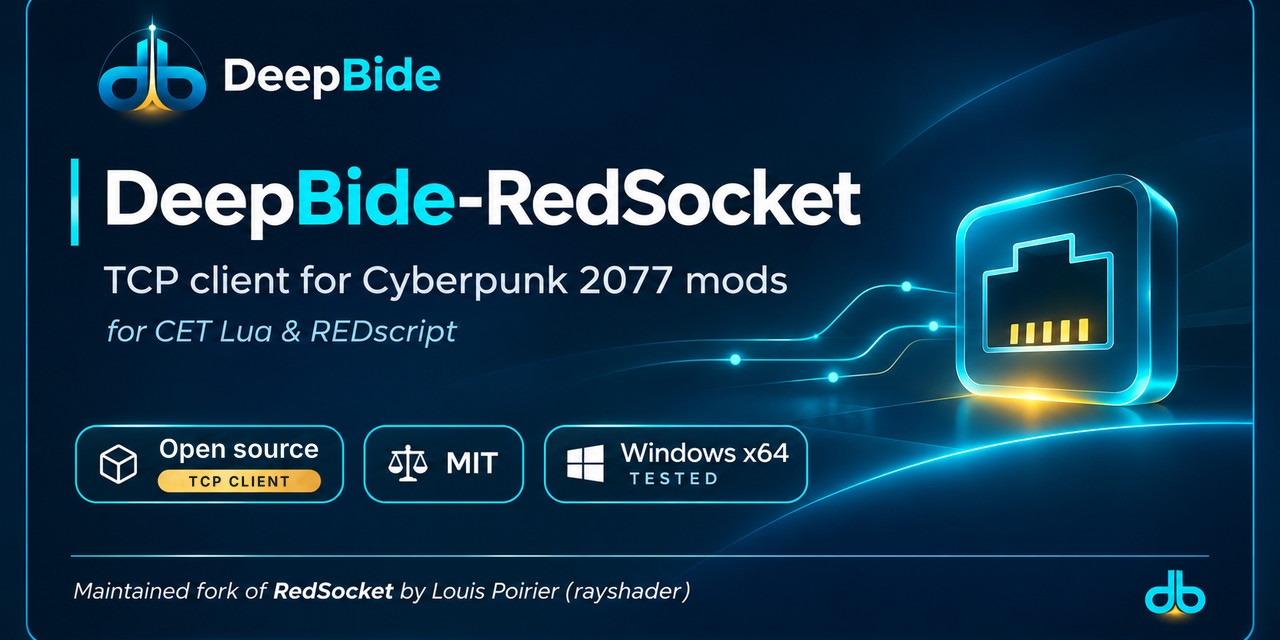 DeepBide
DeepBide-RedSocket
TCP client for Cyberpunk 2077 mods
for CET Lua & REDscript
Open source
TCP CLIENT
MIT
Windows x64
TESTED
Maintained fork of RedSocket by Louis Poirier (rayshader)
db